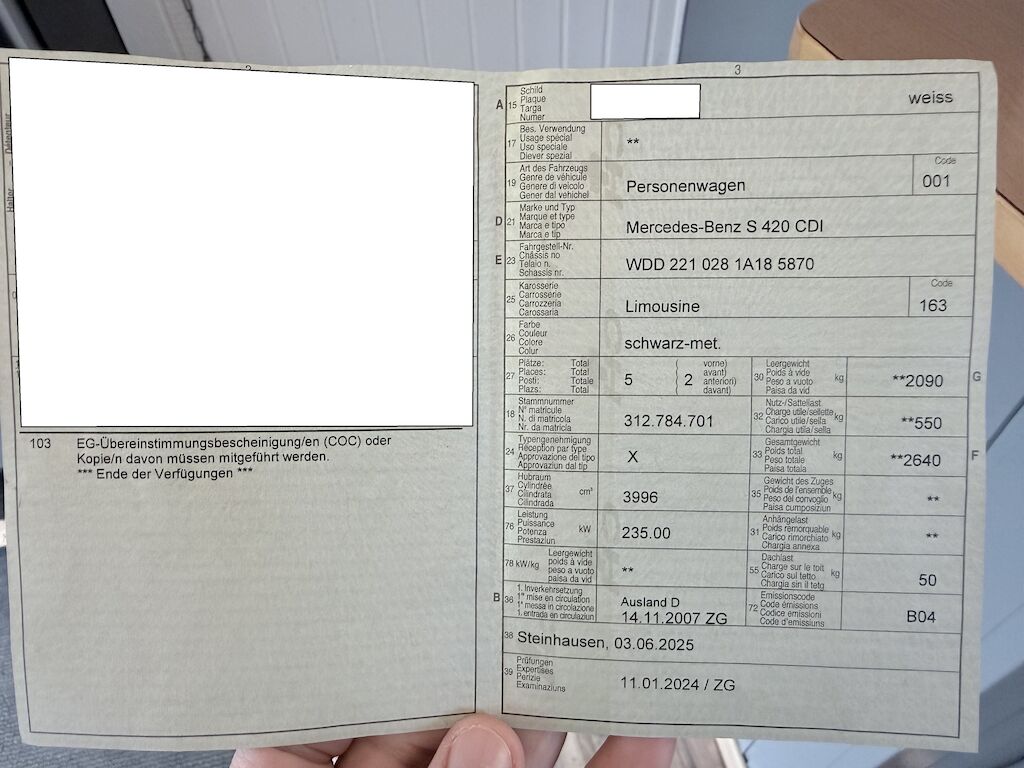 2
Halter – Détenteur
103 EG-Übereinstimmungsbescheinigung/en (COC) oder
Kopie/n davon müssen mitgeführt werden.
*** Ende der Verfügungen ***
3
A 15 Schild
Plaque
Targa
Numer
weiss
17 Bes. Verwendung
Usage spécial
Uso speciale
Diever spezial
**
19 Art des Fahrzeugs
Genre de véhicule
Genere di veicolo
Gener dal vehichel
Personenwagen
Code
001
D 21 Marke und Typ
Marque et type
Marca e tipo
Marca e tip
Mercedes-Benz S 420 CDI
E 23 Fahrgestell-Nr.
Châssis no
Telaio n.
Schassis nr.
WDD 221 028 1A18 5870
25 Karosserie
Carrosserie
Carrozzeria
Carossaria
Limousine
Code
163
26 Farbe
Couleur
Colore
Colur
schwarz-met.
27 Plätze: Total
Places: Total
Posti: Totale
Plazs: Total
5
( vorne)
( 2 avant)
( anteriori)
( davant)
30 Leergewicht
Poids à vide
Peso a vuoto
Paisa da vid
kg
**2090
G
18 Stammnummer
N° matricule
N. di matricola
Nr. da matricla
312.784.701
32 Nutz-/Sattellast
Charge utile/sellette
Carico utile/sella
Chargia utila/sella
kg
**550
24 Typengenehmigung
Réception par type
Approvazione del tipo
Approvaziun dal tip
X
33 Gesamtgewicht
Poids total
Peso totale
Paisa totala
kg
**2640
F
37 Hubraum
Cylindrée
Cilindrata
Cilindrada
cm³
3996
35 Gewicht des Zuges
Poids de l'ensemble
Peso del convoglio
Paisa cumposiziun
kg
**
76 Leistung
Puissance
Potenza
Prestaziun
kW
235.00
31 Anhängelast
Poids remorquable
Carico rimorchiato
Chargia annexa
kg
**
78 kW/kg Leergewicht
poids à vide
peso a vuoto
paisa da vid
**
55 Dachlast
Charge sur le toit
Carico sul tetto
Chargia sin il tetg
kg
50
B 36 1. Inverkehrsetzung
1re mise en circulation
1a messa in circolazione
1. entrada en circulaziun
Ausland D
14.11.2007 ZG
72 Emissionscode
Code émissions
Codice emissioni
Code d'emissiuns
B04
38 Steinhausen, 03.06.2025
39 Prüfungen
Expertises
Perizie
Examinaziuns
11.01.2024 / ZG